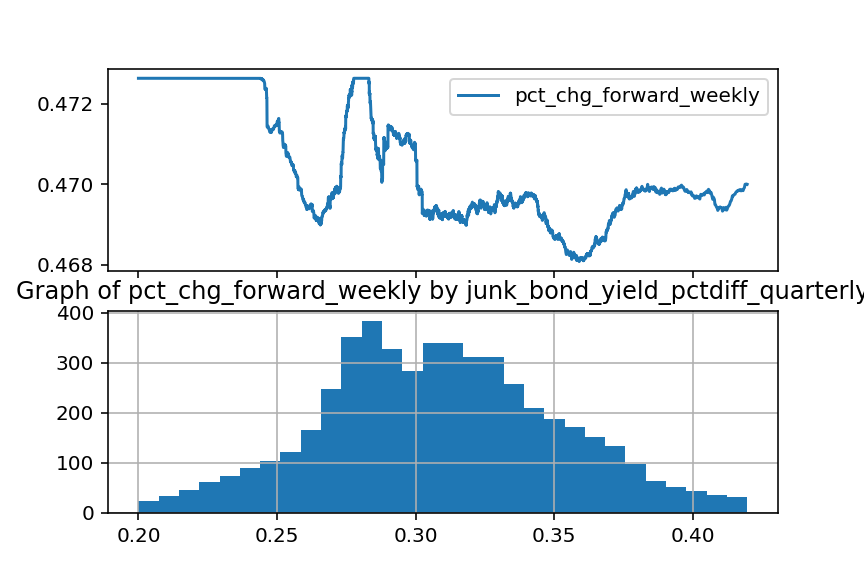 pct_chg_forward_weekly
0.472
0.470
0.468
Graph of pct_chg_forward_weekly by junk_bond_yield_pctdiff_quarterly
400
300
200
100
0
0.20 0.25 0.30 0.35 0.40